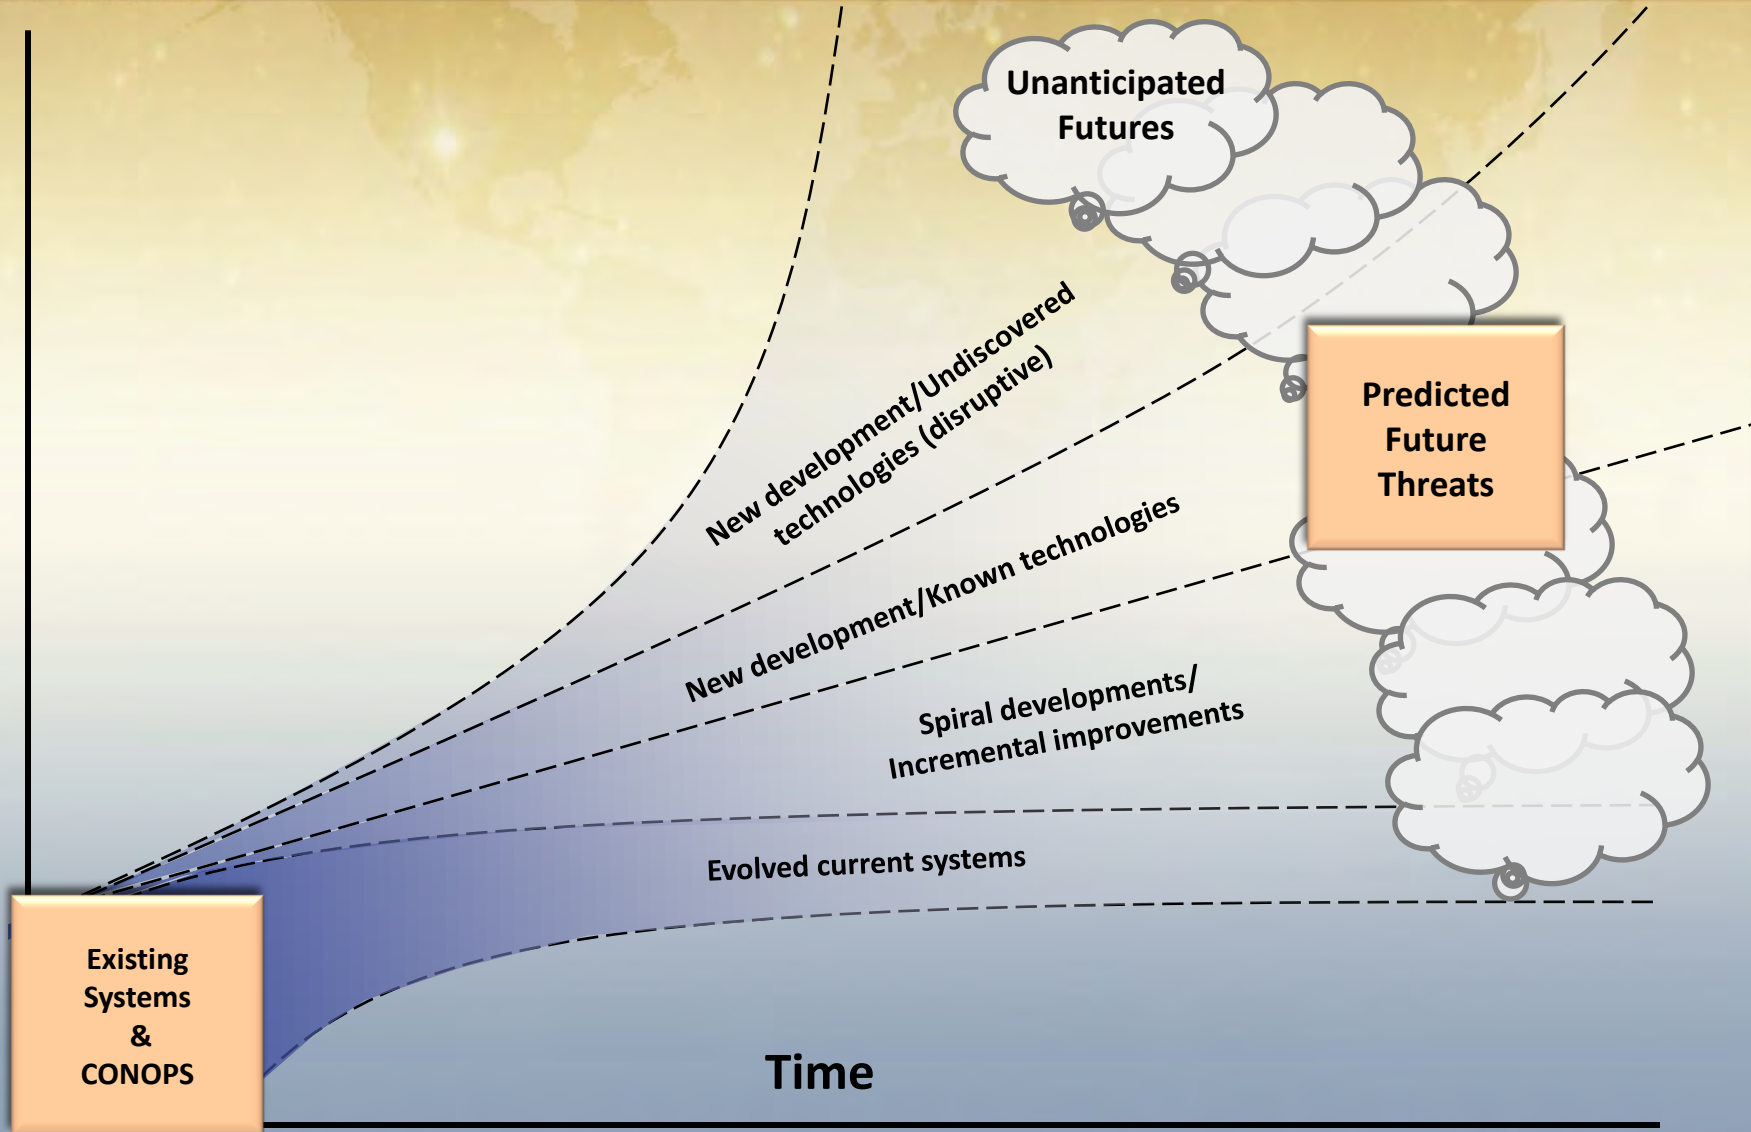 Unanticipated
Futures
New development/Undiscovered
technologies (disruptive)
Predicted
Future
Threats
New development/Known technologies
Spiral developments/
Incremental improvements
Evolved current systems
Existing
Systems
&
CONOPS
Time